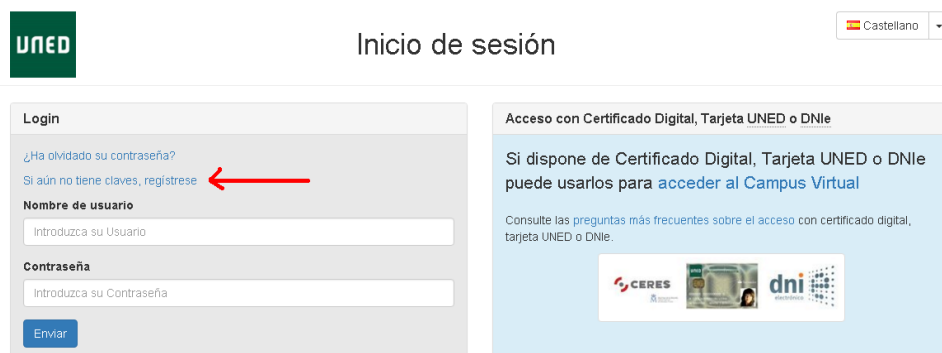 UNED
Inicio de sesión
Castellano
Login
¿Ha olvidado su contraseña?
Si aún no tiene claves, regístrese
Nombre de usuario
Introduzca su Usuario
Contraseña
Introduzca su Contraseña
Enviar
Acceso con Certificado Digital, Tarjeta UNED o DNIe
Si dispone de Certificado Digital, Tarjeta UNED o DNIe
puede usarlos para acceder al Campus Virtual
Consulte las preguntas más frecuentes sobre el acceso con certificado digital,
tarjeta UNED o DNIe.
CERES
dni
electrónico